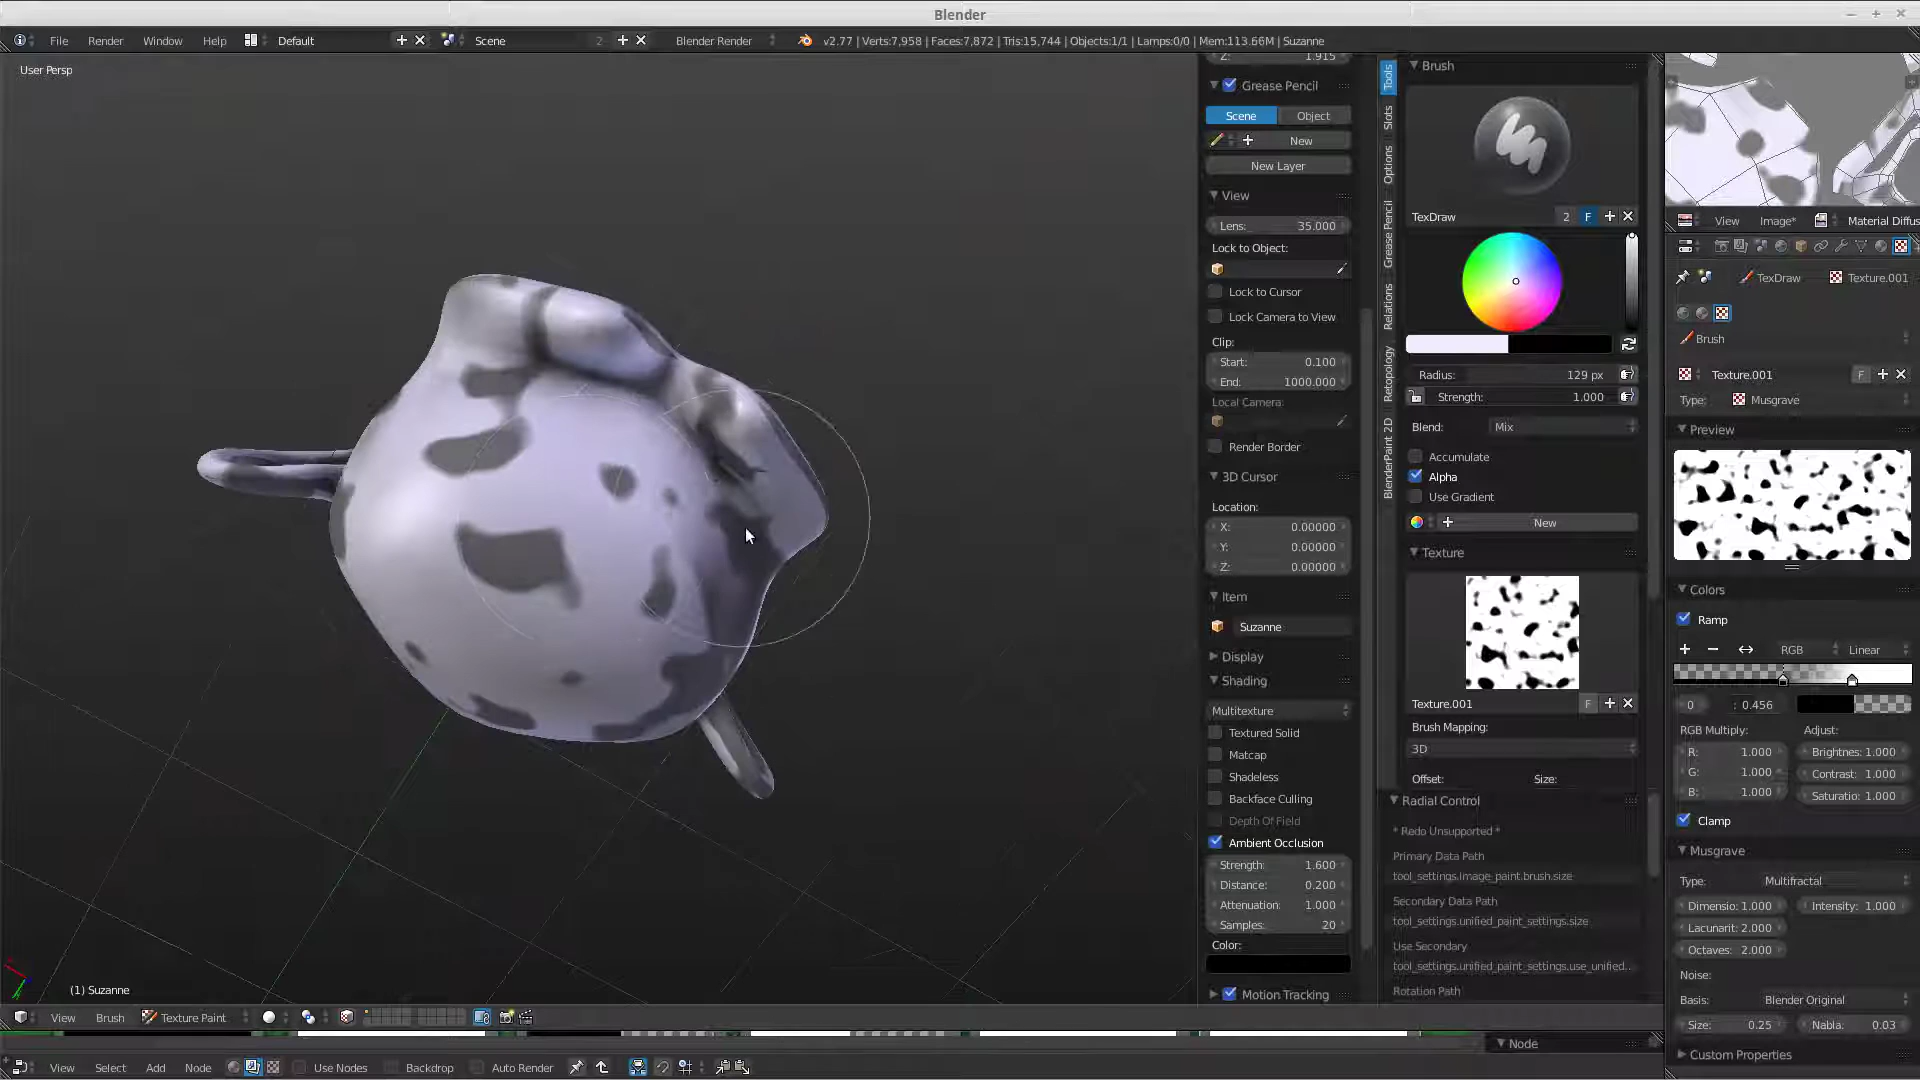 Blender
File Render Window Help Default Scene 2 Blender Render v2.77 | Verts:7,958 | Faces:7,872 | Tris:15,744 | Objects:1/1 | Lamps:0/0 | Mem:113.66M | Suzanne
User Persp
(1) Suzanne
View Brush Texture Paint
View Select Add Node Use Nodes Backdrop Auto Render
Z: 1.915
Grease Pencil
Scene Object
New
New Layer
View
Lens: 35.000
Lock to Object:
Lock to Cursor
Lock Camera to View
Clip:
Start: 0.100
End: 1000.000
Local Camera:
Render Border
3D Cursor
Location:
X: 0.00000
Y: 0.00000
Z: 0.00000
Item
Suzanne
Display
Shading
Multitexture
Textured Solid
Matcap
Shadeless
Backface Culling
Depth Of Field
Ambient Occlusion
Strength: 1.600
Distance: 0.200
Attenuation: 1.000
Samples: 20
Color:
Motion Tracking
Tools
Slots
Options
Grease Pencil
Relations
Retopology
BlenderPaint 2D
Brush
TexDraw 2 F
Radius: 129 px
Strength: 1.000
Blend: Mix
Accumulate
Alpha
Use Gradient
New
Texture
Texture.001 F
Brush Mapping:
3D
Offset: Size:
Radial Control
* Redo Unsupported *
Primary Data Path
tool_settings.image_paint.brush.size
Secondary Data Path
tool_settings.unified_paint_settings.size
Use Secondary
tool_settings.unified_paint_settings.use_unified..
Rotation Path
Node
View Image* Material Diffus
TexDraw Texture.001
Brush
Texture.001 F
Type: Musgrave
Preview
Colors
Ramp
RGB Linear
0 : 0.456
RGB Multiply: Adjust:
R: 1.000 Brightnes: 1.000
G: 1.000 Contrast: 1.000
B: 1.000 Saturatio: 1.000
Clamp
Musgrave
Type: Multifractal
Dimensio: 1.000 Intensity: 1.000
Lacunarit: 2.000
Octaves: 2.000
Noise:
Basis: Blender Original
Size: 0.25 Nabla: 0.03
Custom Properties